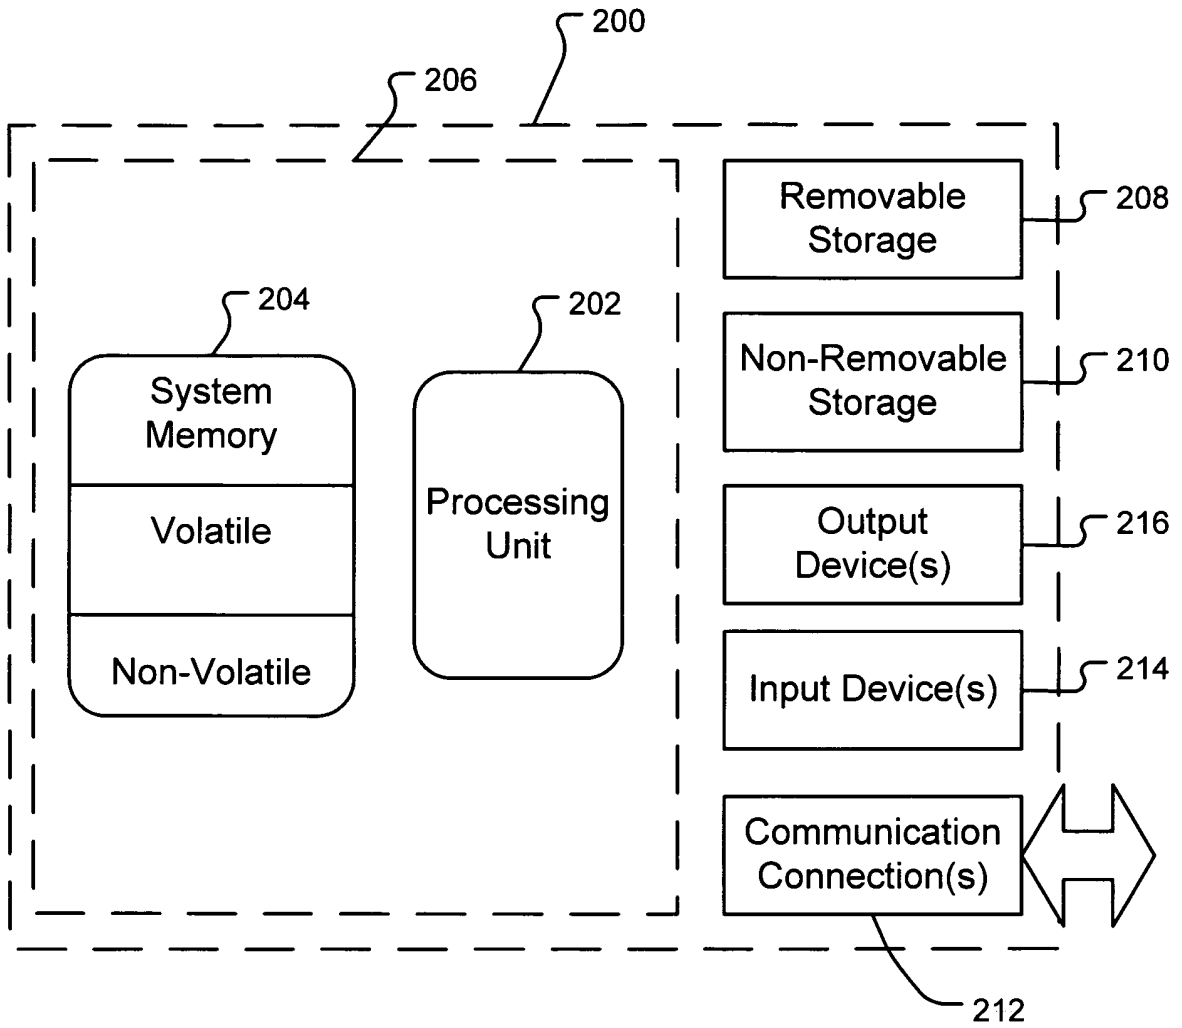 200
206
Removable
Storage
208
204
202
System
Memory
Non-Removable
Storage
210
Volatile
Processing
Unit
Output
Device(s)
216
Non-Volatile
Input Device(s)
214
Communication
Connection(s)
212